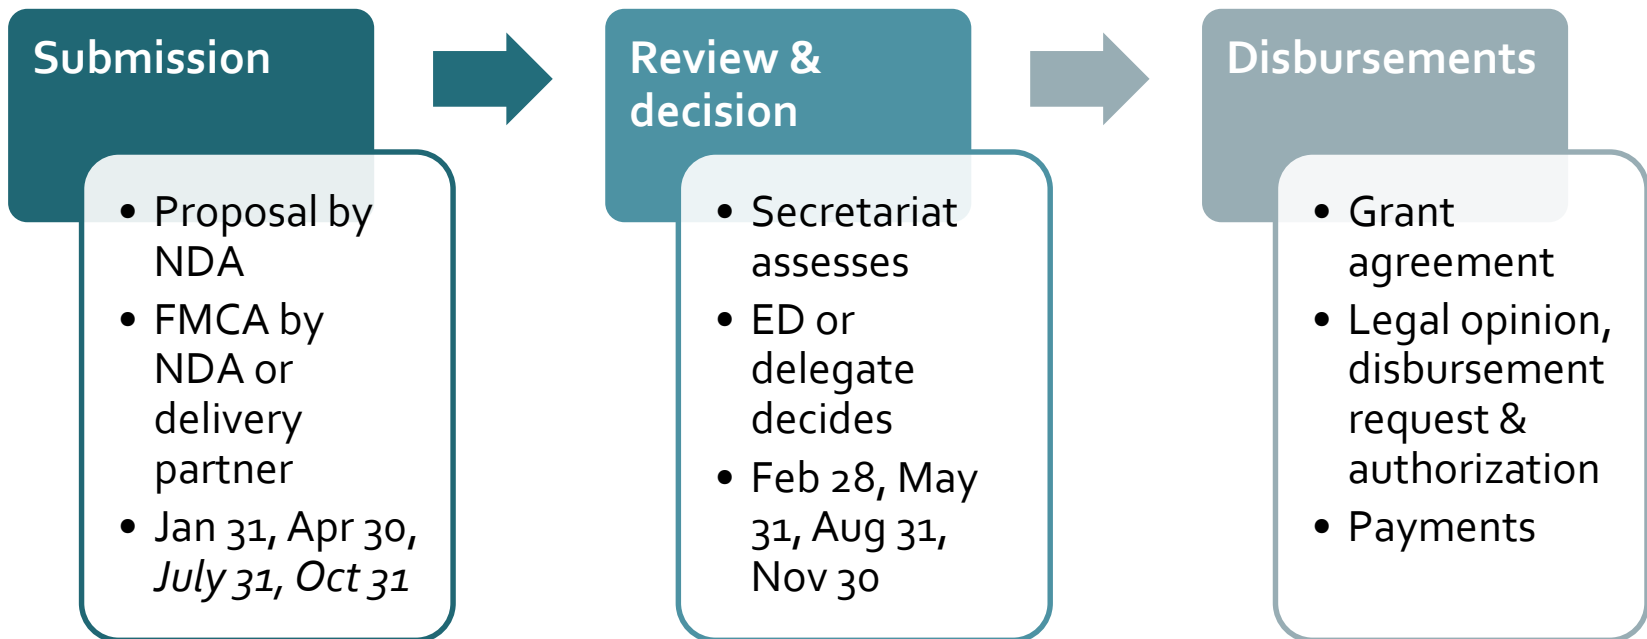 Submission
• Proposal by
NDA
• FMCA by
NDA or
delivery
partner
• Jan 31, Apr 30,
July 31, Oct 31
Review &
decision
• Secretariat
assesses
• ED or
delegate
decides
• Feb 28, May
31, Aug 31,
Nov 30
Disbursements
• Grant
agreement
• Legal opinion,
disbursement
request &
authorization
• Payments